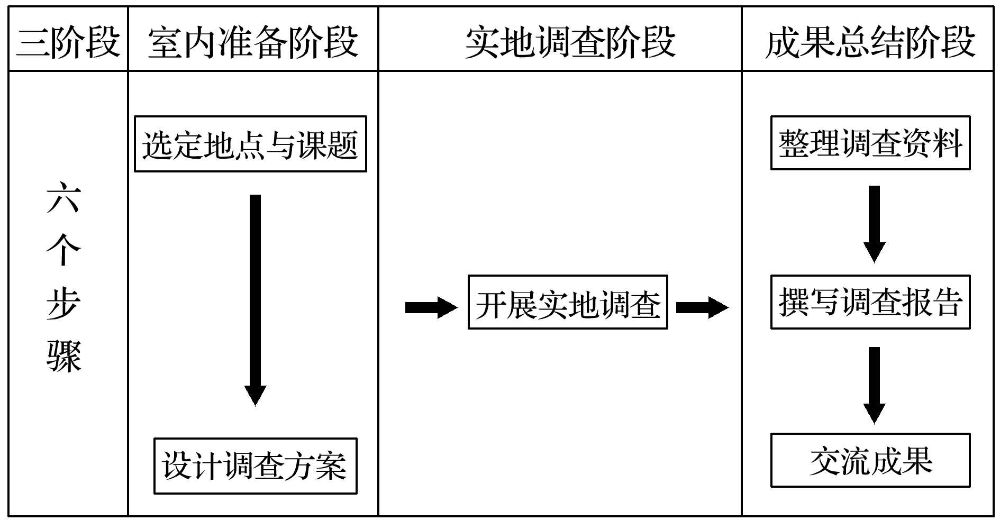 三阶段
室内准备阶段
实地调查阶段
成果总结阶段
六个步骤
选定地点与课题
设计调查方案
开展实地调查
整理调查资料
撰写调查报告
交流成果